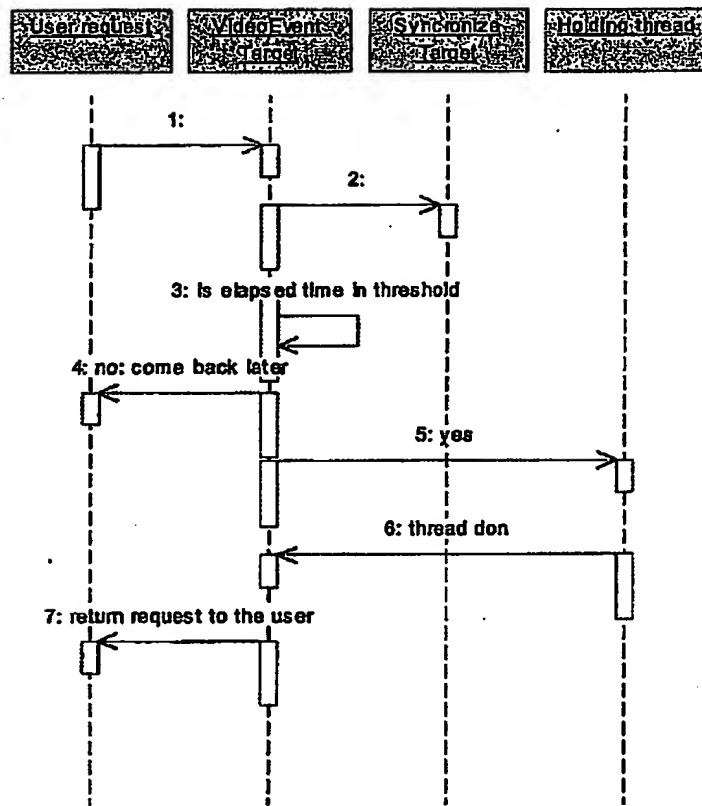 User request
VideoEvent
Target
Syncronize
Target
Holding thread
1:
2:
3: Is elapsed time in threshold
4: no: come back later
5: yes
6: thread don
7: return request to the user